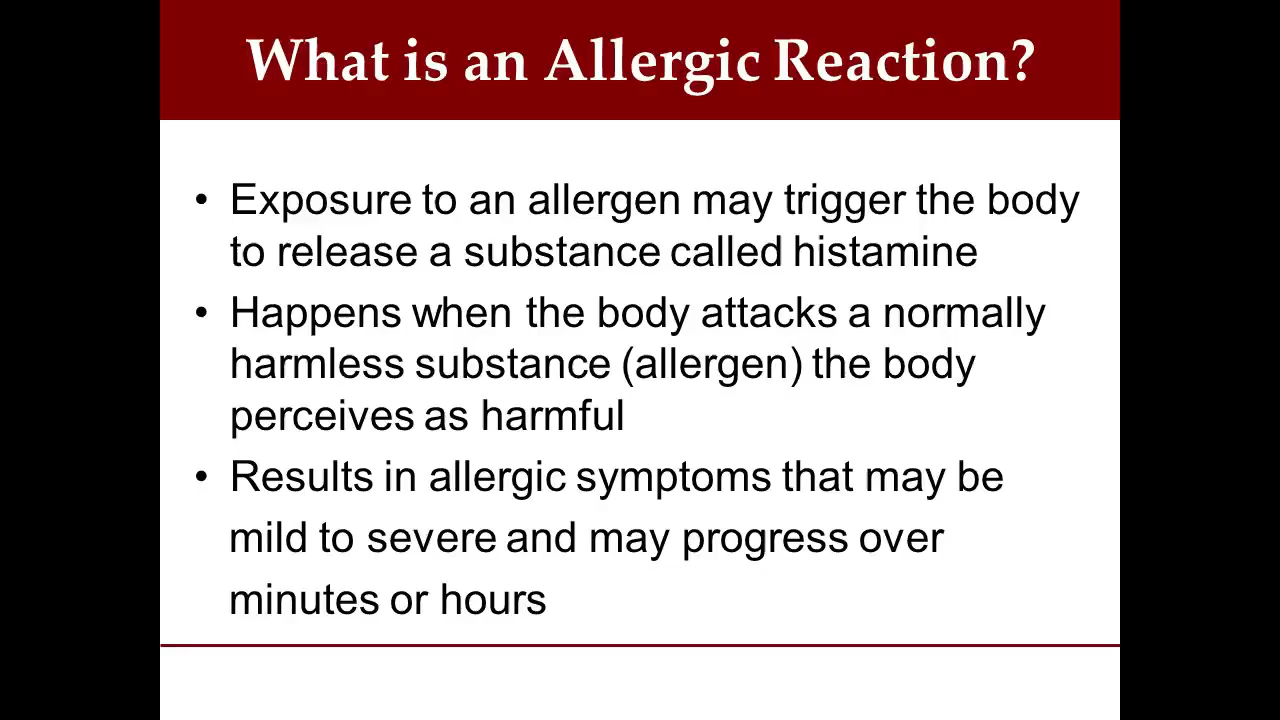 What is an Allergic Reaction?
• Exposure to an allergen may trigger the body
to release a substance called histamine
• Happens when the body attacks a normally
harmless substance (allergen) the body
perceives as harmful
• Results in allergic symptoms that may be
mild to severe and may progress over
minutes or hours